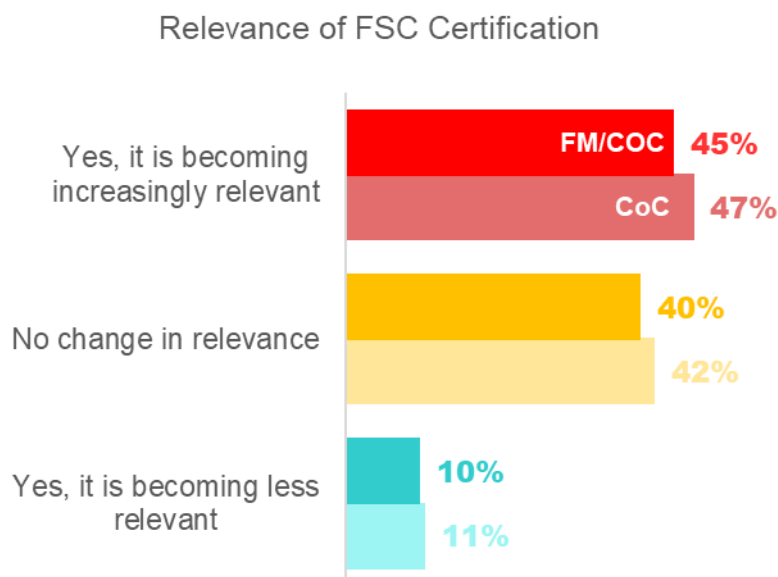 Relevance of FSC Certification
Yes, it is becoming
increasingly relevant
FM/COC 45%
CoC 47%
No change in relevance
40%
42%
Yes, it is becoming less
relevant
10%
11%